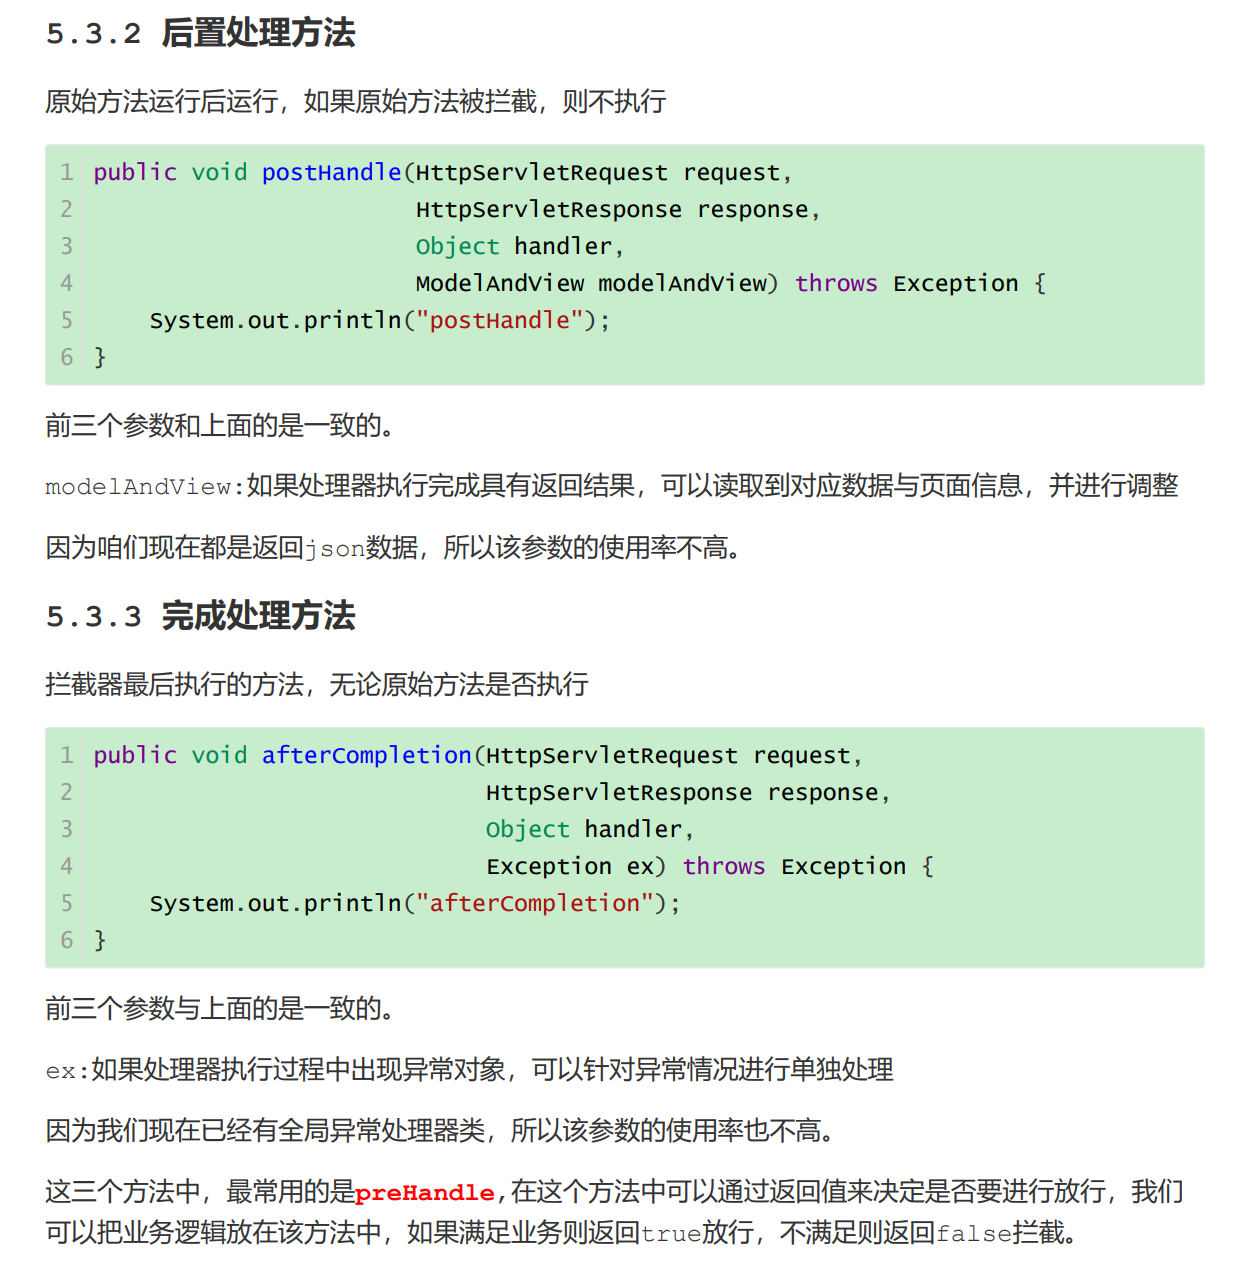 5.3.2 后置处理方法
原始方法运行后运行，如果原始方法被拦截，则不执行
1 public void postHandle(HttpServletRequest request,
2                        HttpServletResponse response,
3                        Object handler,
4                        ModelAndView modelAndView) throws Exception {
5     System.out.println("postHandle");
6 }
前三个参数和上面的是一致的。
modelAndView:如果处理器执行完成具有返回结果，可以读取到对应数据与页面信息，并进行调整
因为咱们现在都是返回json数据，所以该参数的使用率不高。
5.3.3 完成处理方法
拦截器最后执行的方法，无论原始方法是否执行
1 public void afterCompletion(HttpServletRequest request,
2                             HttpServletResponse response,
3                             Object handler,
4                             Exception ex) throws Exception {
5     System.out.println("afterCompletion");
6 }
前三个参数与上面的是一致的。
ex:如果处理器执行过程中出现异常对象，可以针对异常情况进行单独处理
因为我们现在已经有全局异常处理器类，所以该参数的使用率也不高。
这三个方法中，最常用的是preHandle,在这个方法中可以通过返回值来决定是否要进行放行，我们
可以把业务逻辑放在该方法中，如果满足业务则返回true放行，不满足则返回false拦截。